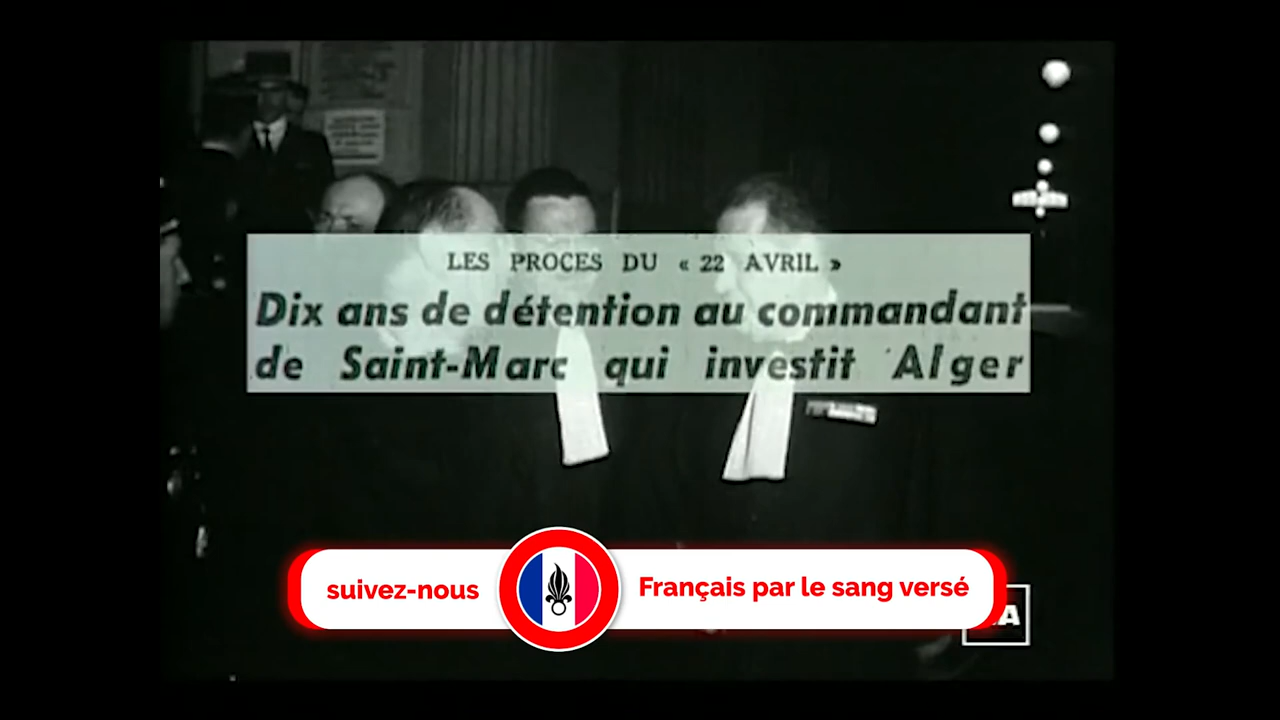 LES PROCES DU « 22 AVRIL »
Dix ans de détention au commandant
de Saint-Marc qui investit Alger
suivez-nous
Français par le sang versé
A